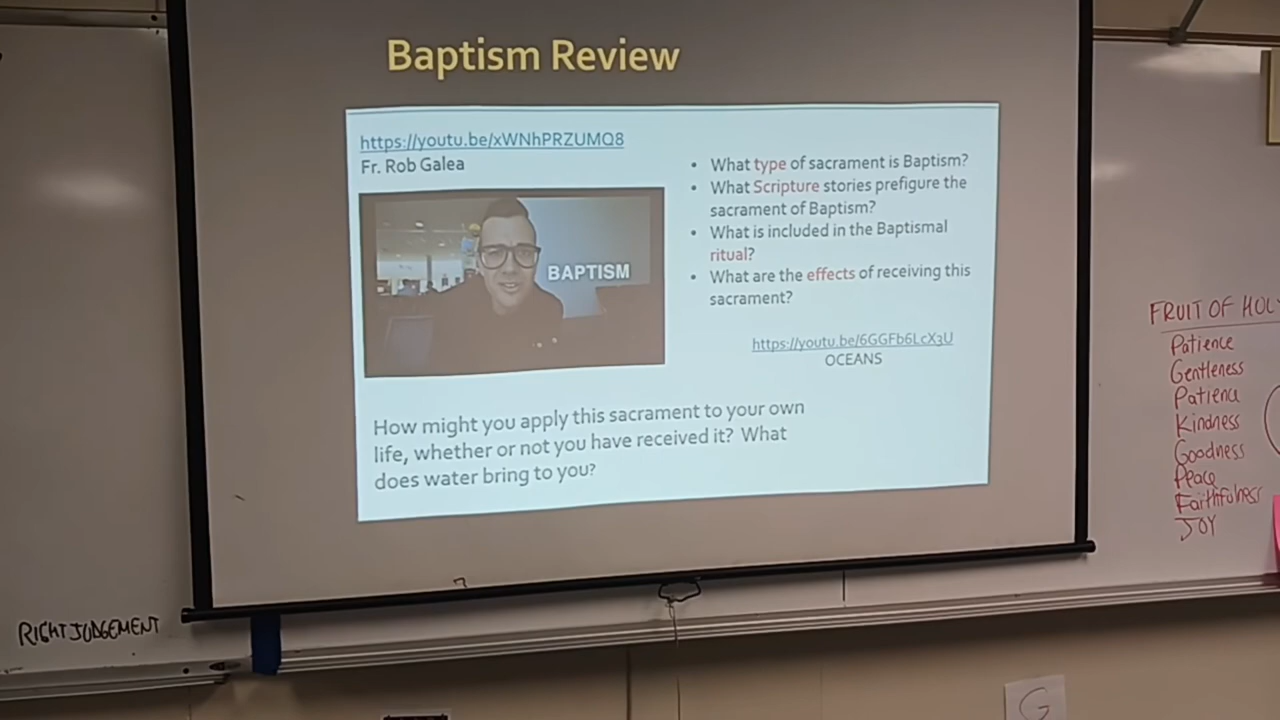 Baptism Review
https://youtu.be/xWNhPRZUMQ8
Fr. Rob Galea
BAPTISM
• What type of sacrament is Baptism?
• What Scripture stories prefigure the
sacrament of Baptism?
• What is included in the Baptismal
ritual?
• What are the effects of receiving this
sacrament?
https://youtu.be/6GGFb6LcX3U
OCEANS
How might you apply this sacrament to your own
life, whether or not you have received it? What
does water bring to you?
FRUIT OF HOL
Patience
Gentleness
Patience
Kindness
Goodness
Peace
Faithfulness
JOY
RIGHT JUDGEMENT
G